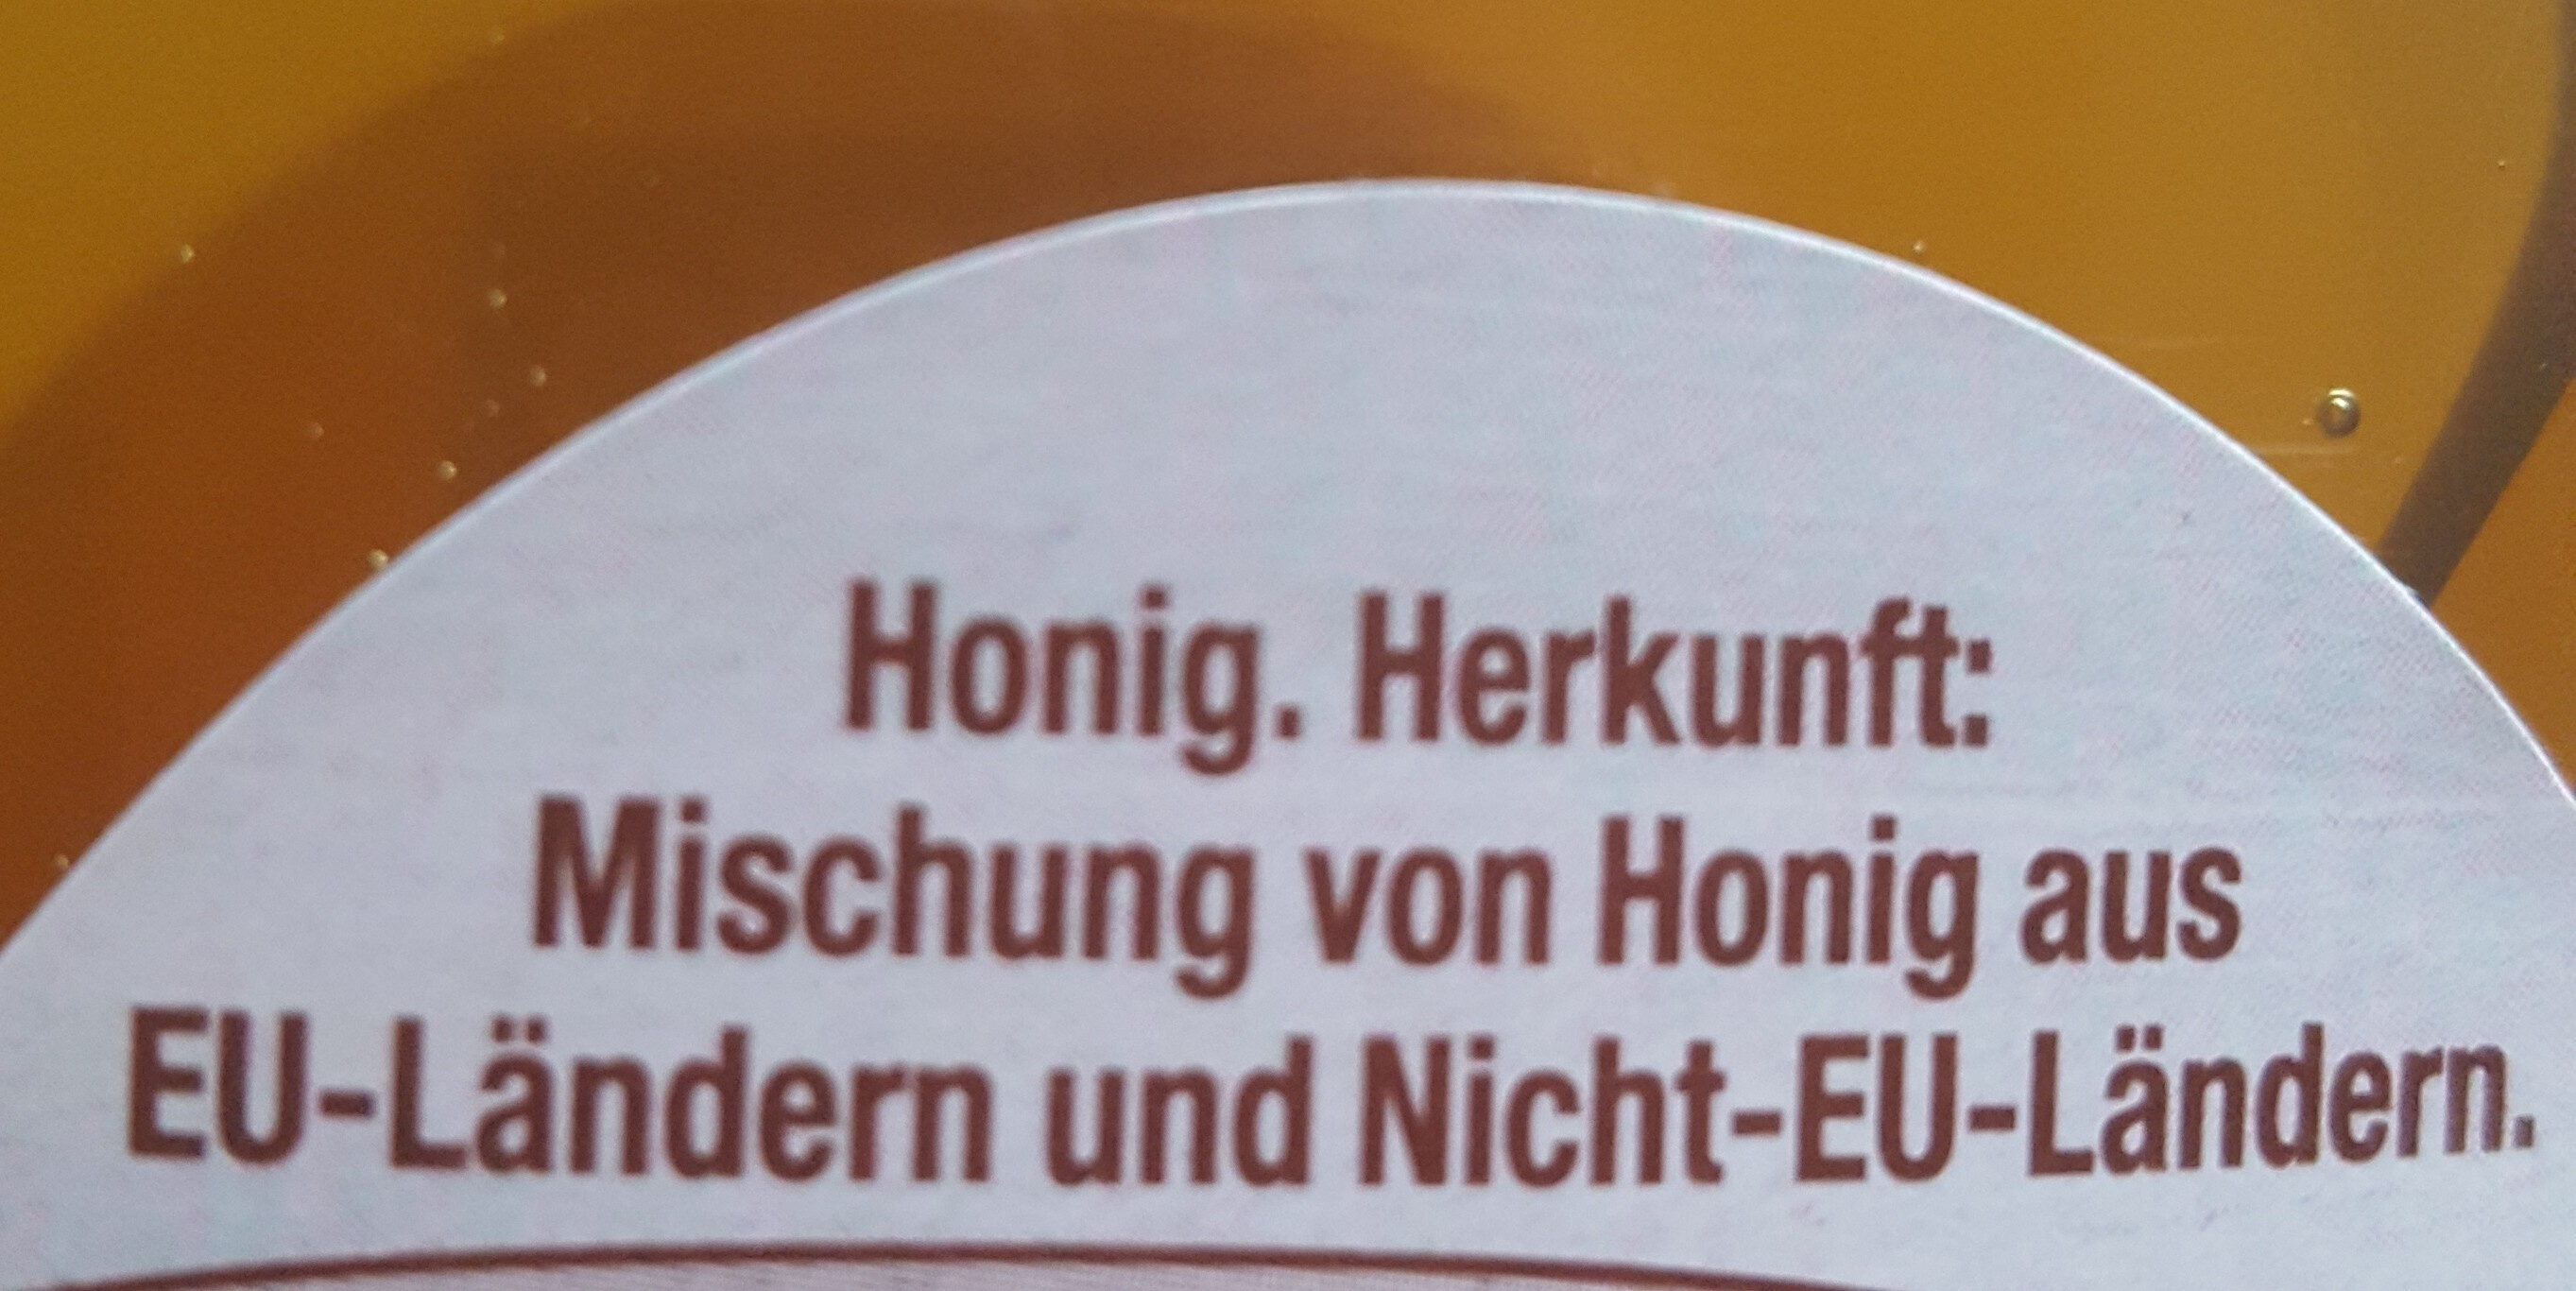 Honig. Herkunft:
Mischung von Honig aus
EU-Ländern und Nicht-EU-Ländern.